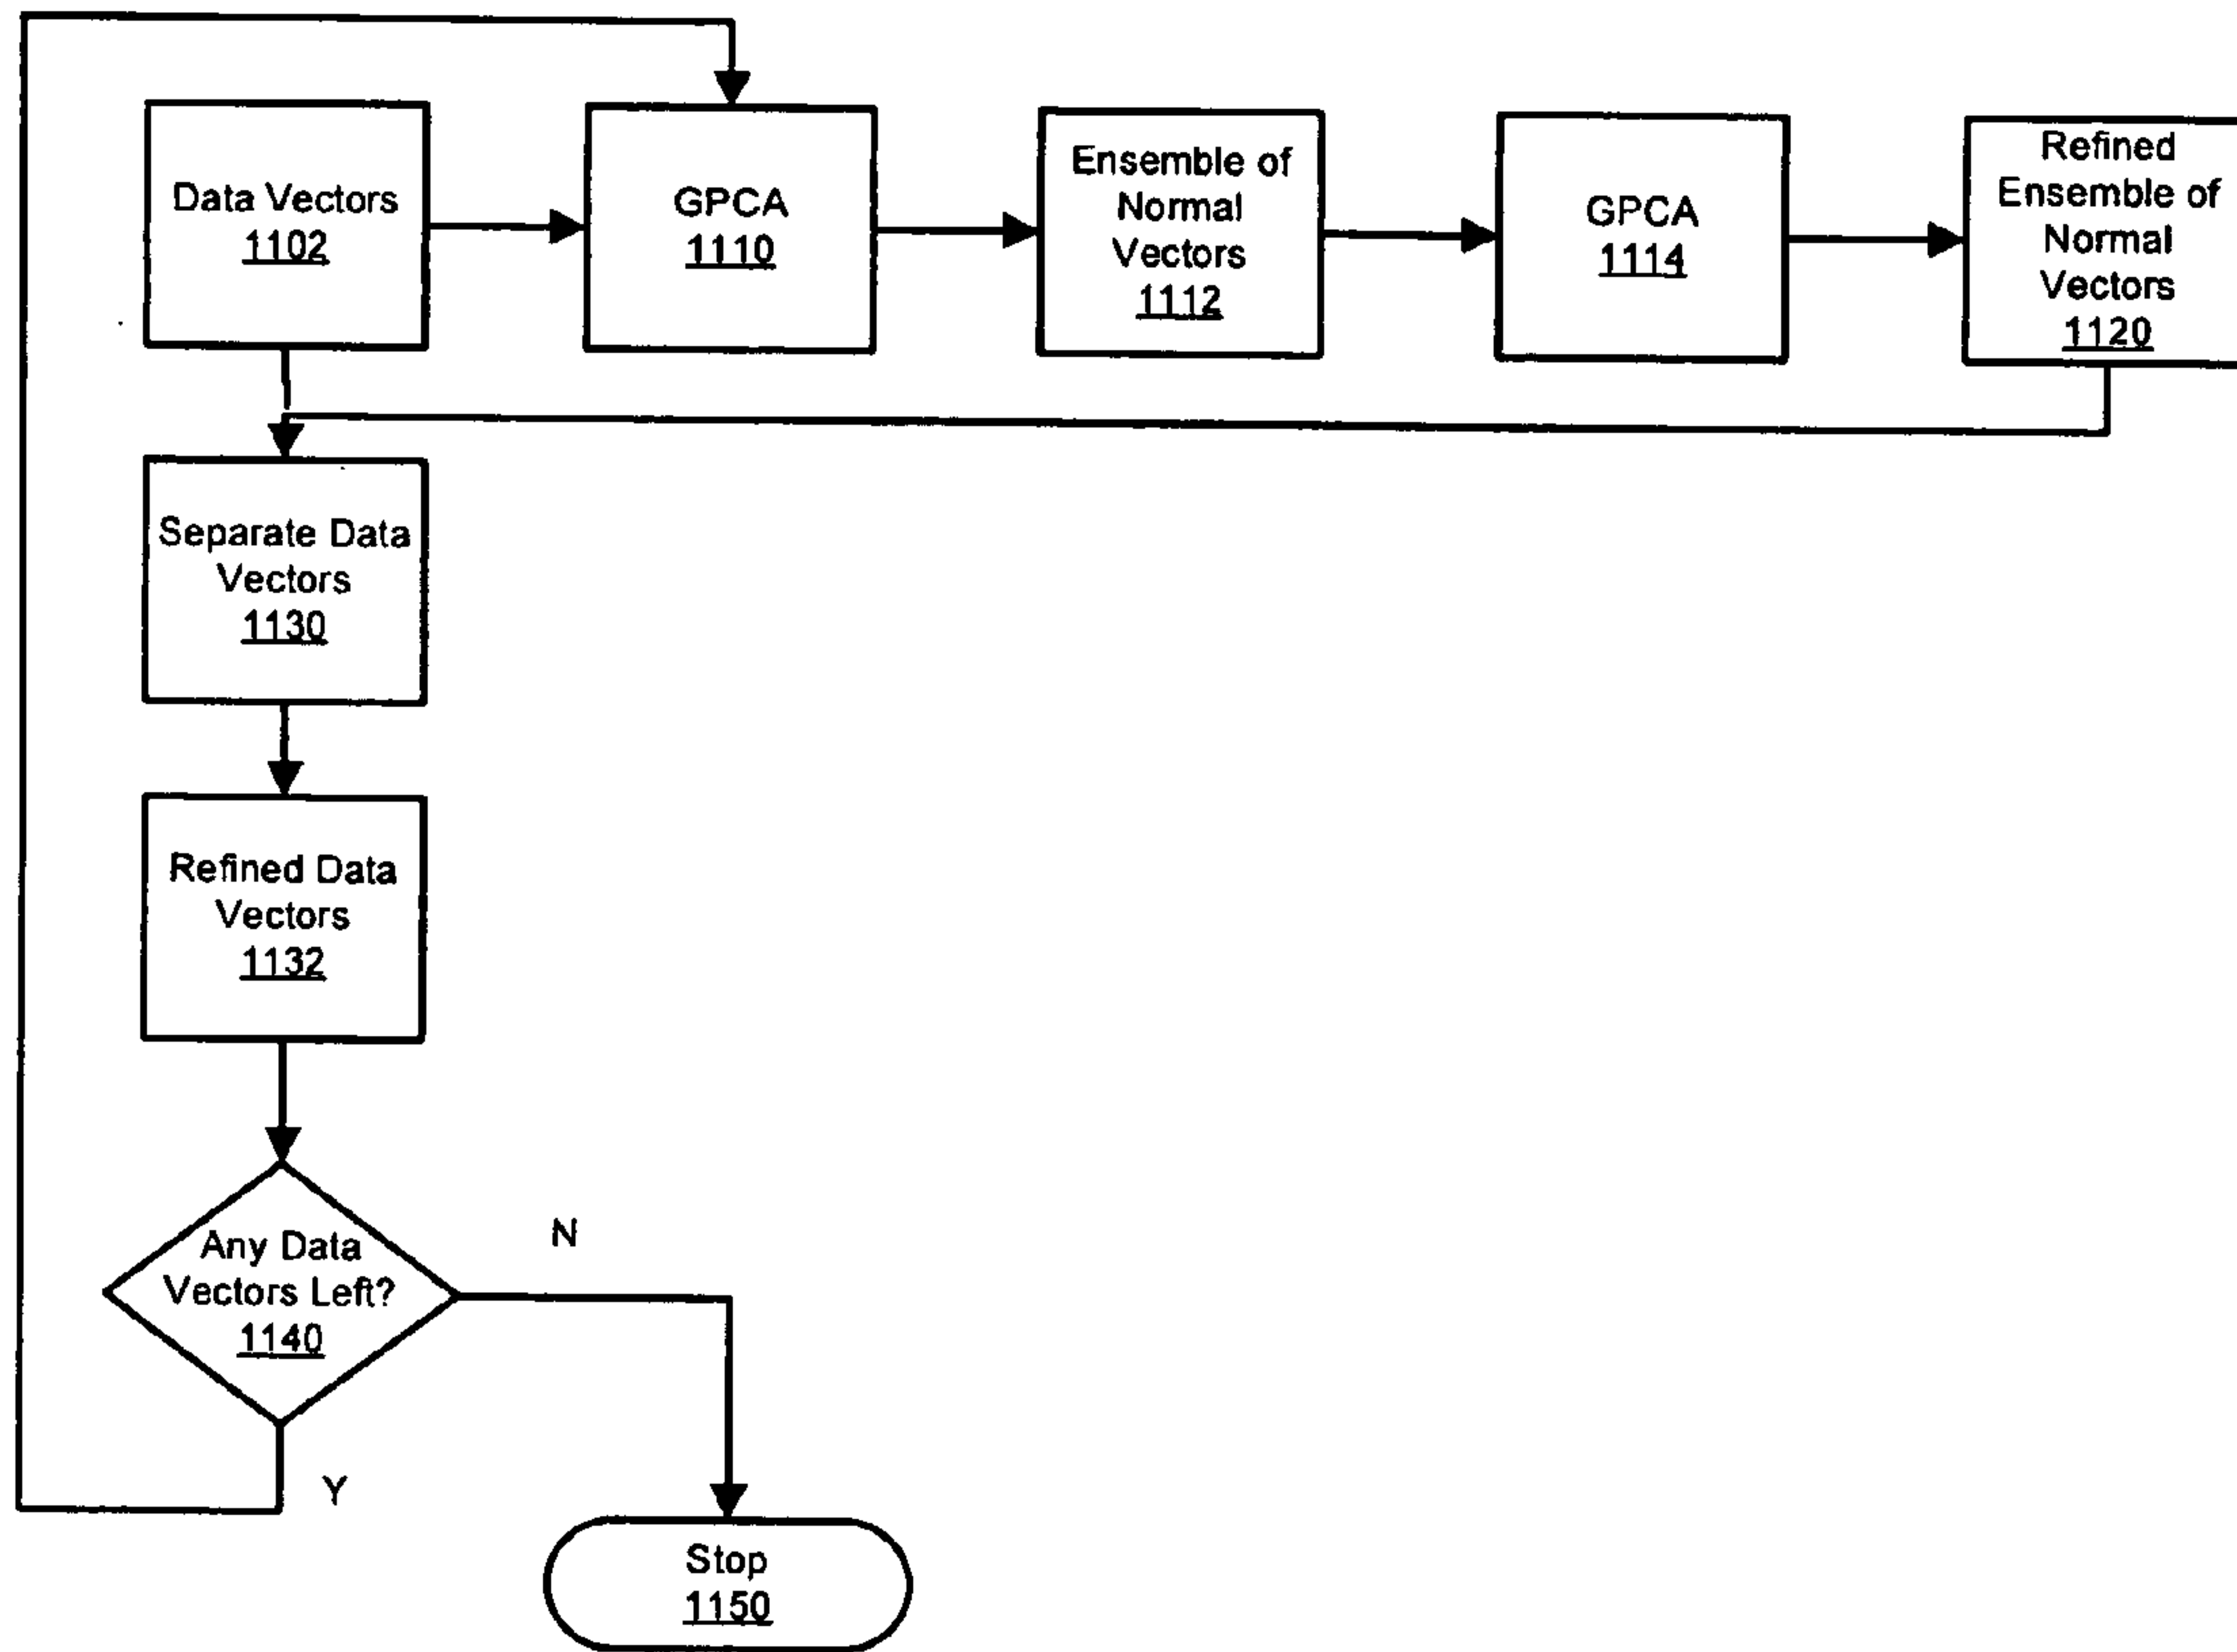 Data Vectors
1102
GPCA
1110
Ensemble of
Normal
Vectors
1112
GPCA
1114
Refined
Ensemble of
Normal
Vectors
1120
Separate Data
Vectors
1130
Refined Data
Vectors
1132
Any Data
Vectors Left?
1140
N
Y
Stop
1150